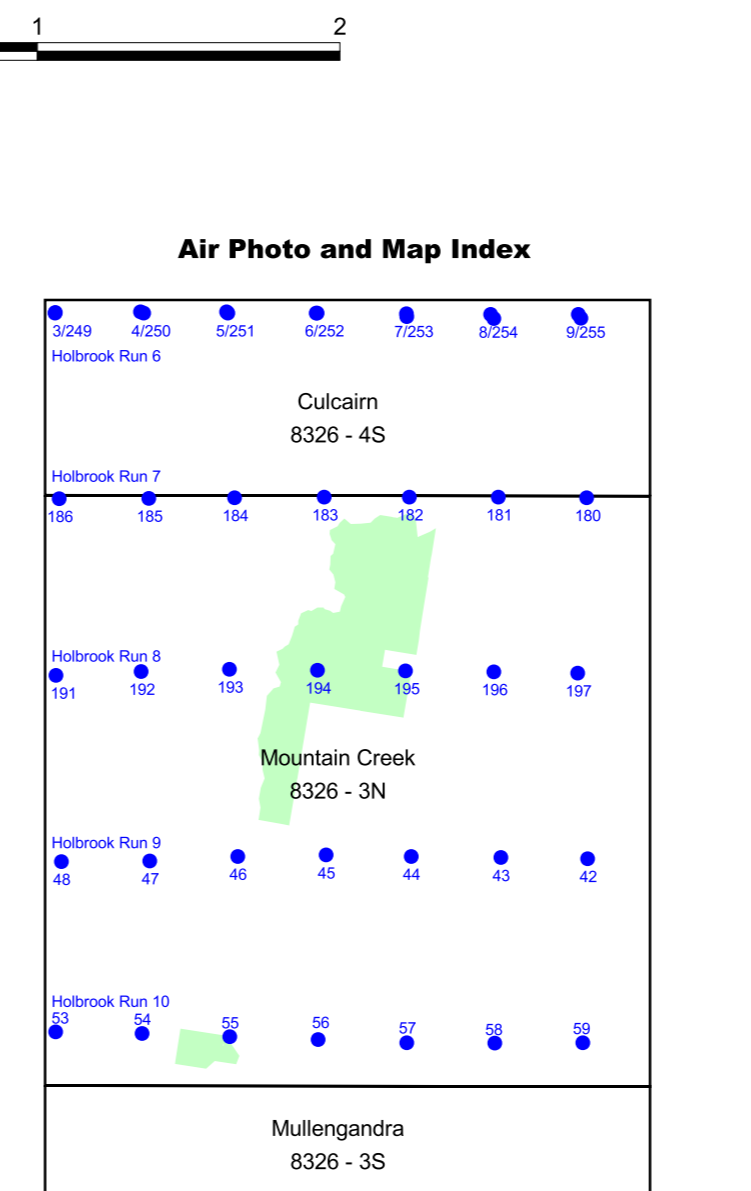 1 2
Air Photo and Map Index
3/249 4/250 5/251 6/252 7/253 8/254 9/255
Holbrook Run 6
Culcairn
8326 - 4S
Holbrook Run 7
186 185 184 183 182 181 180
Holbrook Run 8
191 192 193 194 195 196 197
Mountain Creek
8326 - 3N
Holbrook Run 9
48 47 46 45 44 43 42
Holbrook Run 10
53 54 55 56 57 58 59
Mullengandra
8326 - 3S